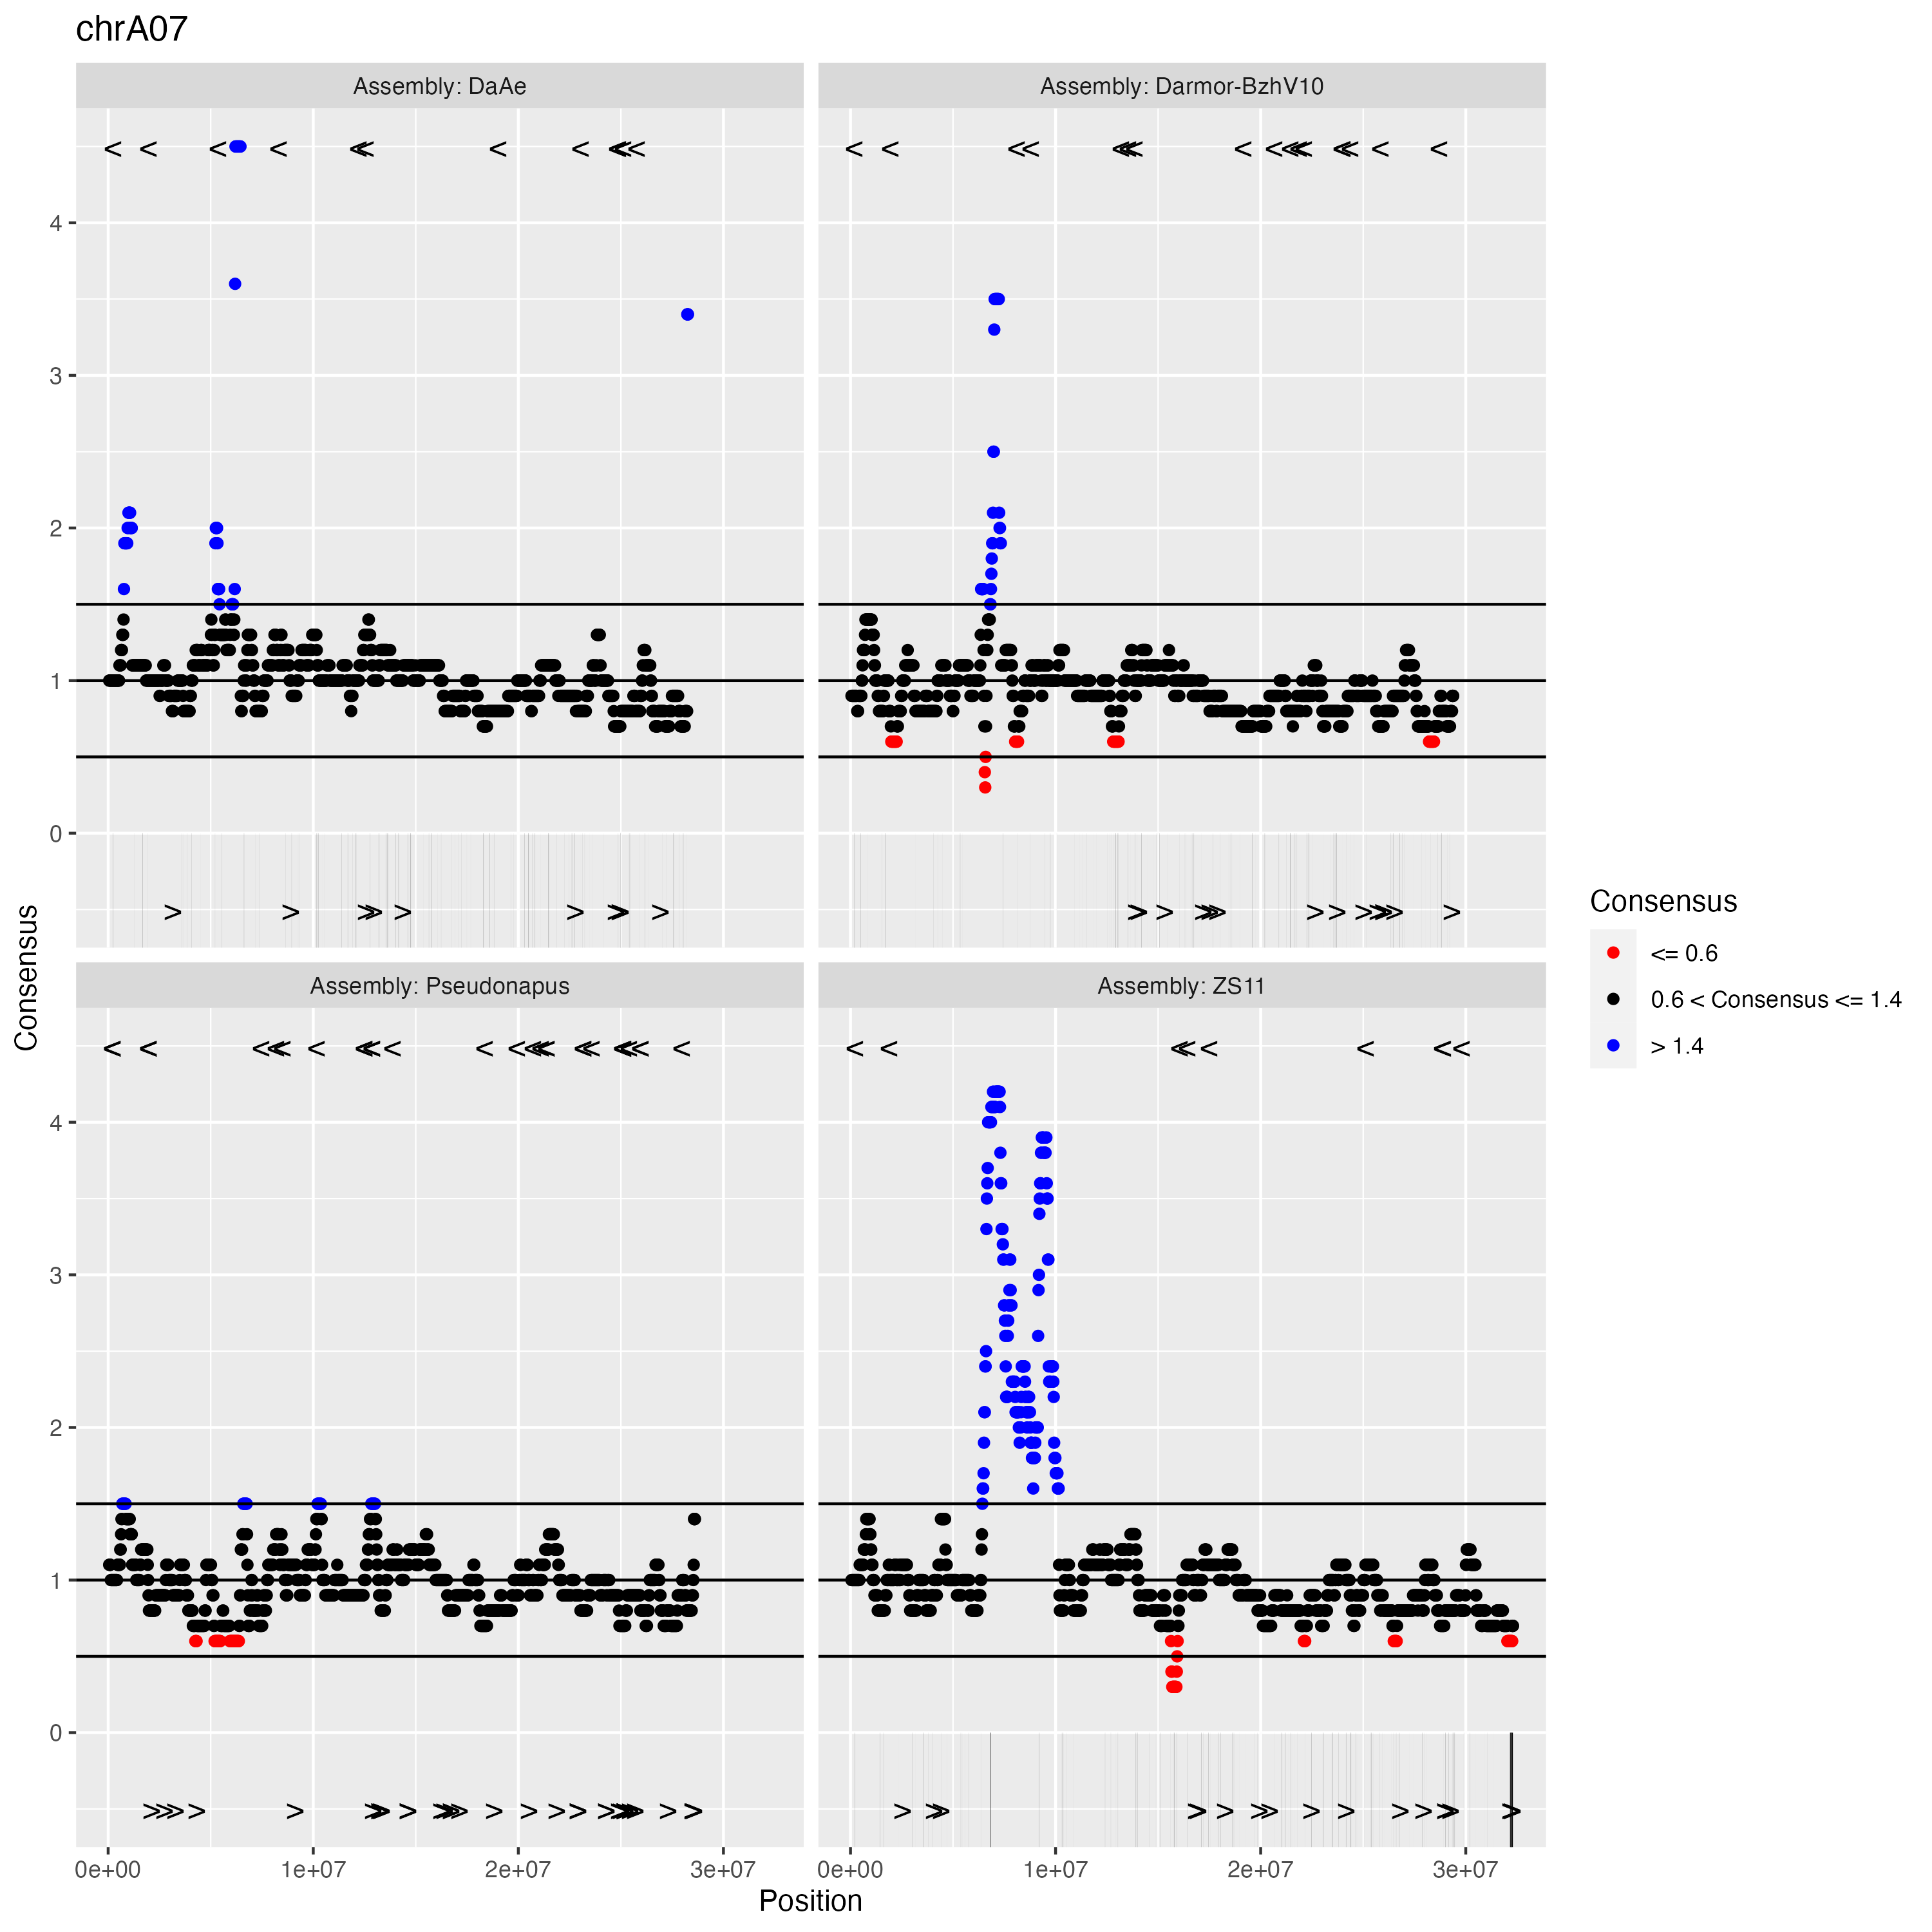 chrA07
Assembly: DaAe
Assembly: Darmor-BzhV10
4
3
2
1
0
Assembly: Pseudonapus
Assembly: ZS11
4
3
2
1
0
0e+00 1e+07 2e+07 3e+07 0e+00 1e+07 2e+07 3e+07
Position
Consensus
Consensus
<= 0.6
0.6 < Consensus <= 1.4
> 1.4